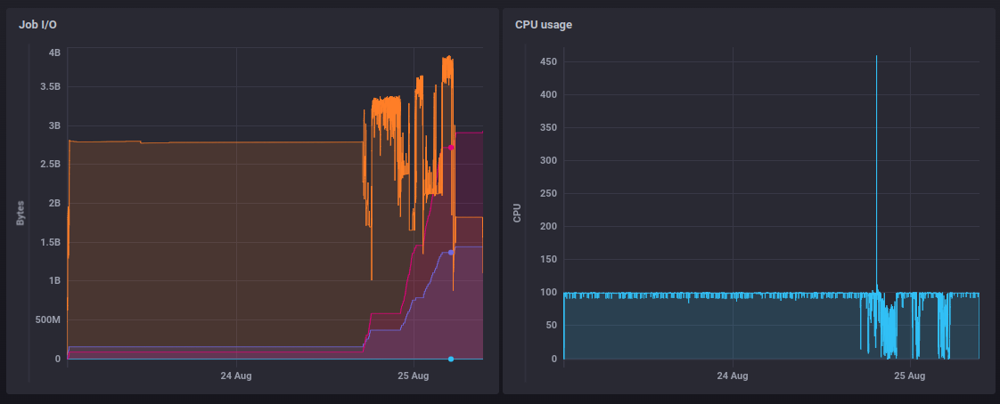 Job I/O
Bytes
4B
3.5B
3B
2.5B
2B
1.5B
1B
500M
0
24 Aug
25 Aug
CPU usage
CPU
450
400
350
300
250
200
150
100
50
0
24 Aug
25 Aug